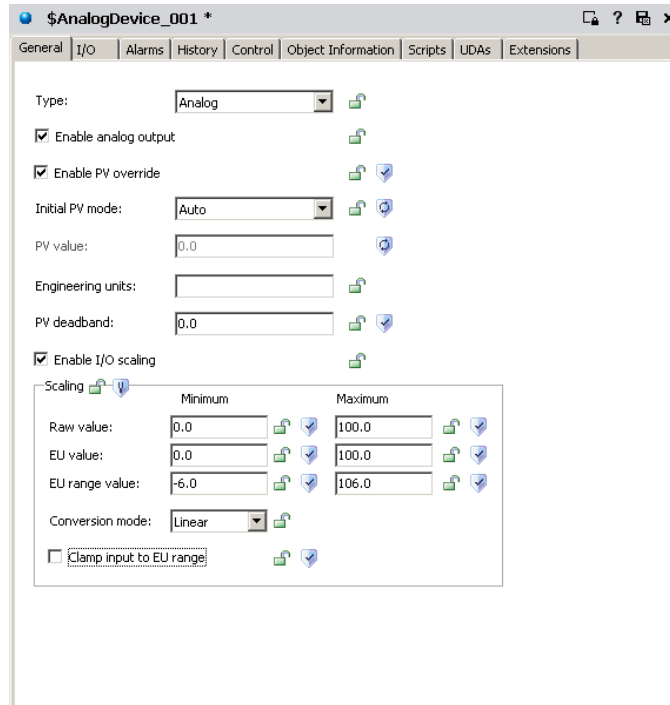 $AnalogDevice_001 *
General I/O Alarms History Control Object Information Scripts UDAs Extensions
Type: Analog
Enable analog output
Enable PV override
Initial PV mode: Auto
PV value: 0.0
Engineering units:
PV deadband: 0.0
Enable I/O scaling
Scaling
Minimum Maximum
Raw value: 0.0 100.0
EU value: 0.0 100.0
EU range value: -6.0 106.0
Conversion mode: Linear
Clamp input to EU range